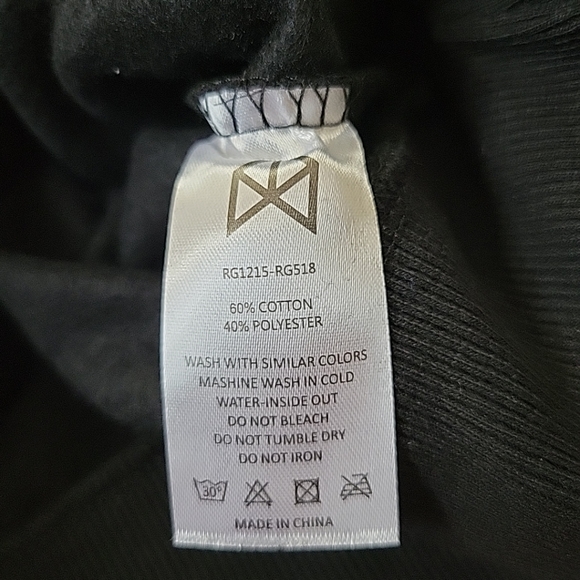 RG1215-RG518
60% COTTON
40% POLYESTER
WASH WITH SIMILAR COLORS
MASHINE WASH IN COLD
WATER-INSIDE OUT
DO NOT BLEACH
DO NOT TUMBLE DRY
DO NOT IRON
30°
MADE IN CHINA